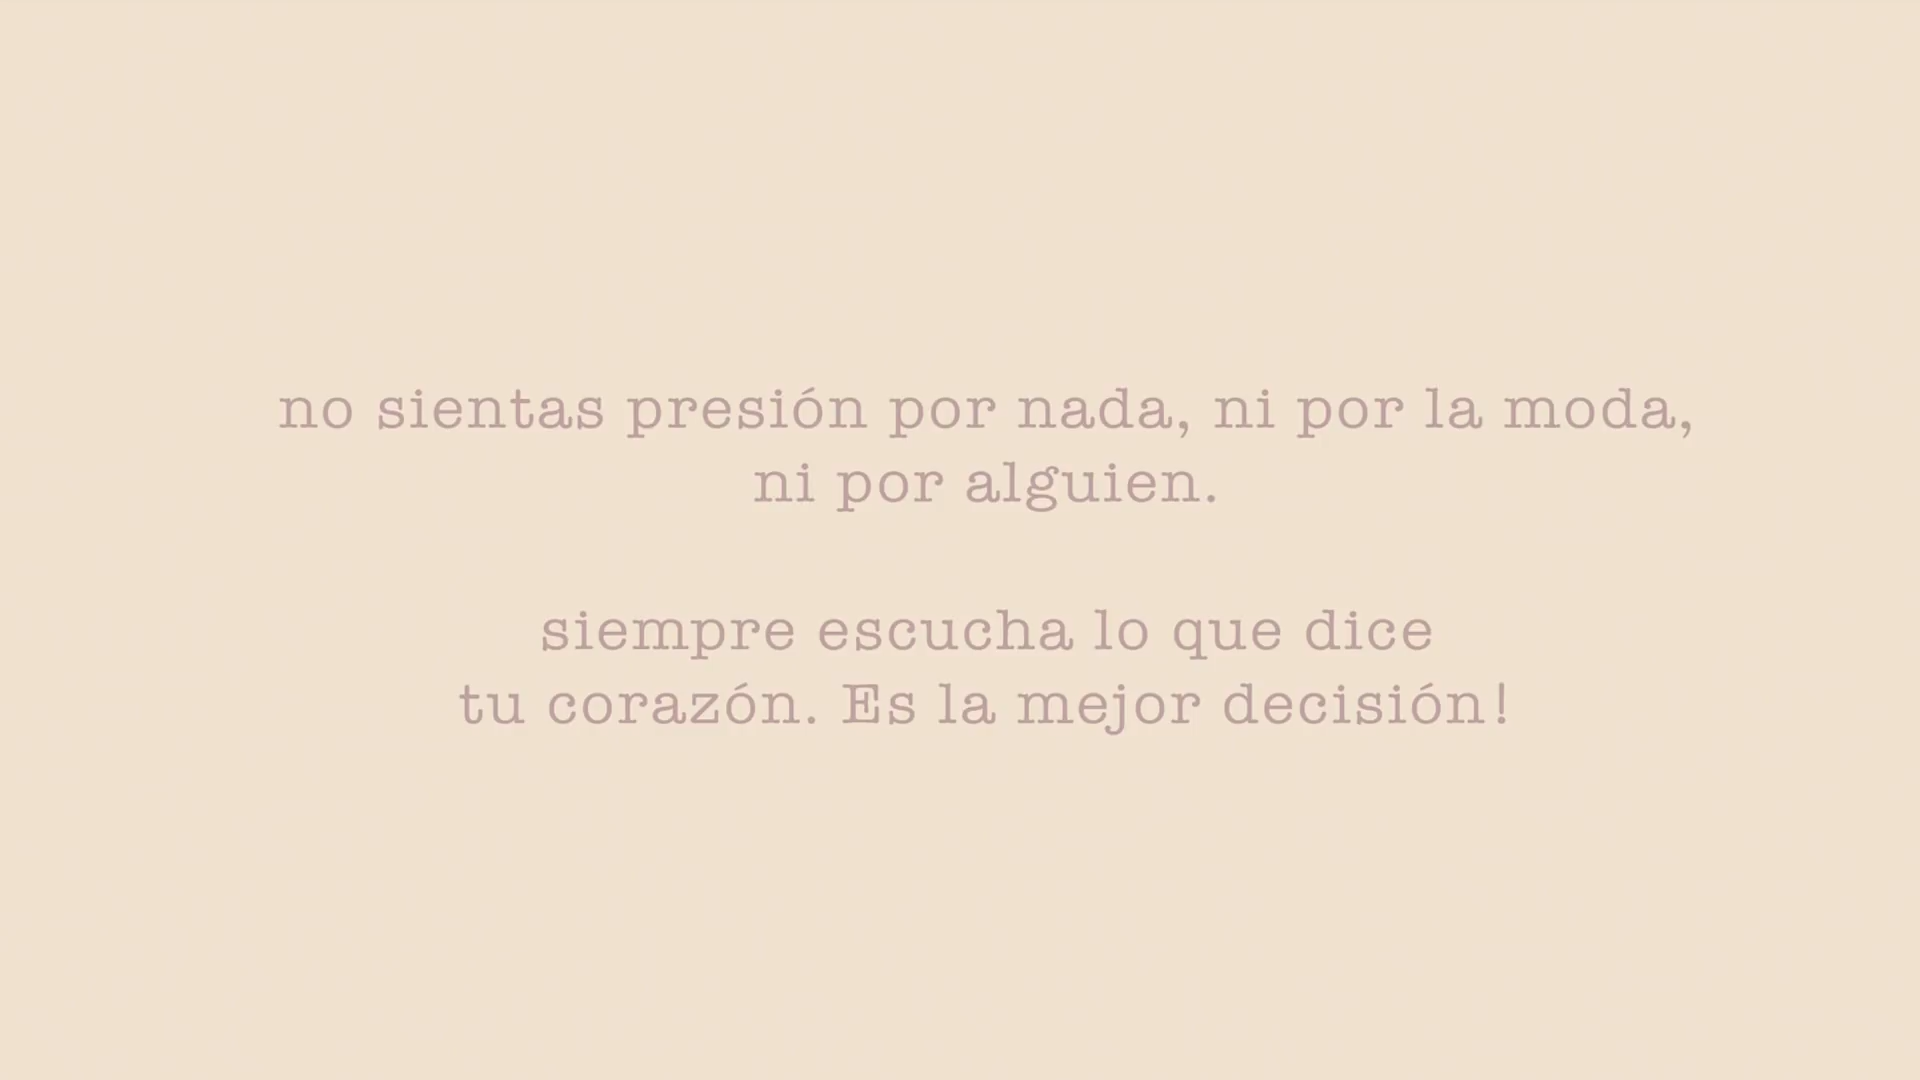 no sientas presión por nada, ni por la moda,
ni por alguien.
siempre escucha lo que dice
tu corazón. Es la mejor decisión!